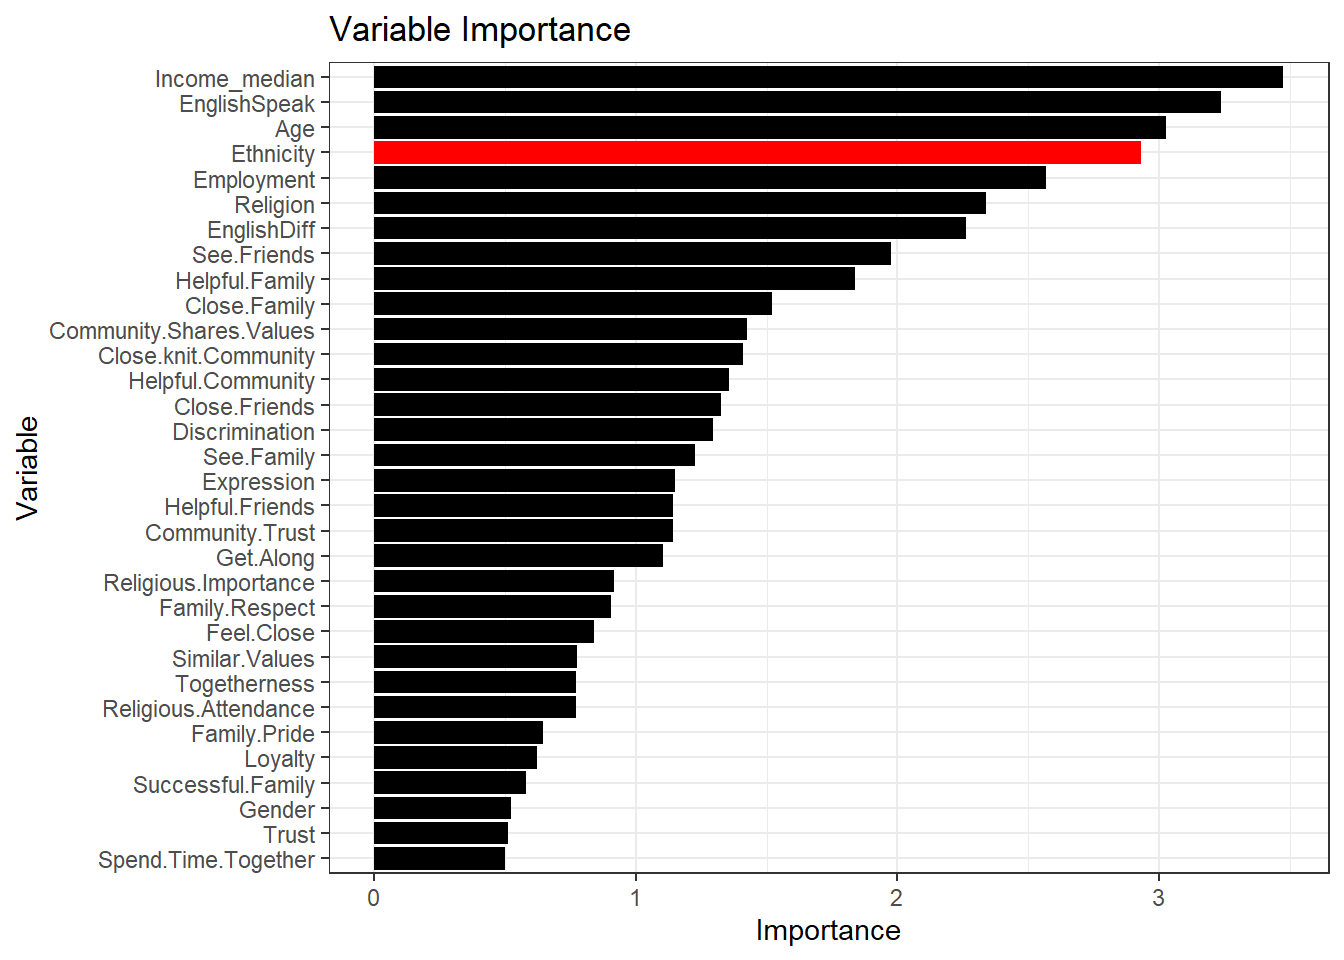 Variable Importance
Income_median
EnglishSpeak
Age
Ethnicity
Employment
Religion
EnglishDiff
See.Friends
Helpful.Family
Close.Family
Community.Shares.Values
Close.knit.Community
Helpful.Community
Close.Friends
Discrimination
See.Family
Expression
Helpful.Friends
Community.Trust
Get.Along
Religious.Importance
Family.Respect
Feel.Close
Similar.Values
Togetherness
Religious.Attendance
Family.Pride
Loyalty
Successful.Family
Gender
Trust
Spend.Time.Together
Variable
0 1 2 3
Importance